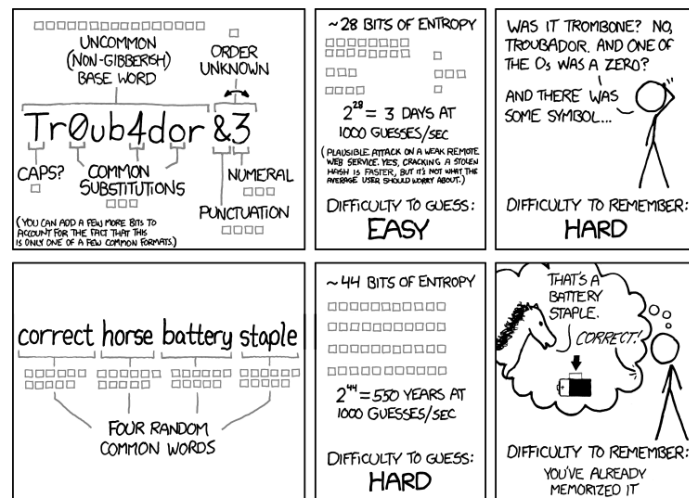 UNCOMMON
(NON-GIBBERISH)
BASE WORD
ORDER
UNKNOWN
Tr0ub4dor &3
CAPS?
COMMON
SUBSTITUTIONS
NUMERAL
PUNCTUATION
(YOU CAN ADD A FEW MORE BITS TO
ACCOUNT FOR THE FACT THAT THIS
IS ONLY ONE OF A FEW COMMON FORMATS.)
~28 BITS OF ENTROPY
2^28 = 3 DAYS AT
1000 GUESSES/SEC
(PLAUSIBLE ATTACK ON A WEAK REMOTE
WEB SERVICE. YES, CRACKING A STOLEN
HASH IS FASTER, BUT IT'S NOT WHAT THE
AVERAGE USER SHOULD WORRY ABOUT.)
DIFFICULTY TO GUESS:
EASY
WAS IT TROMBONE? NO,
TROUBADOR. AND ONE OF
THE Os WAS A ZERO?
AND THERE WAS
SOME SYMBOL...
DIFFICULTY TO REMEMBER:
HARD
correct horse battery staple
FOUR RANDOM
COMMON WORDS
~44 BITS OF ENTROPY
2^44 = 550 YEARS AT
1000 GUESSES/SEC
DIFFICULTY TO GUESS:
HARD
THAT'S A
BATTERY
STAPLE.
CORRECT!
DIFFICULTY TO REMEMBER:
YOU'VE ALREADY
MEMORIZED IT